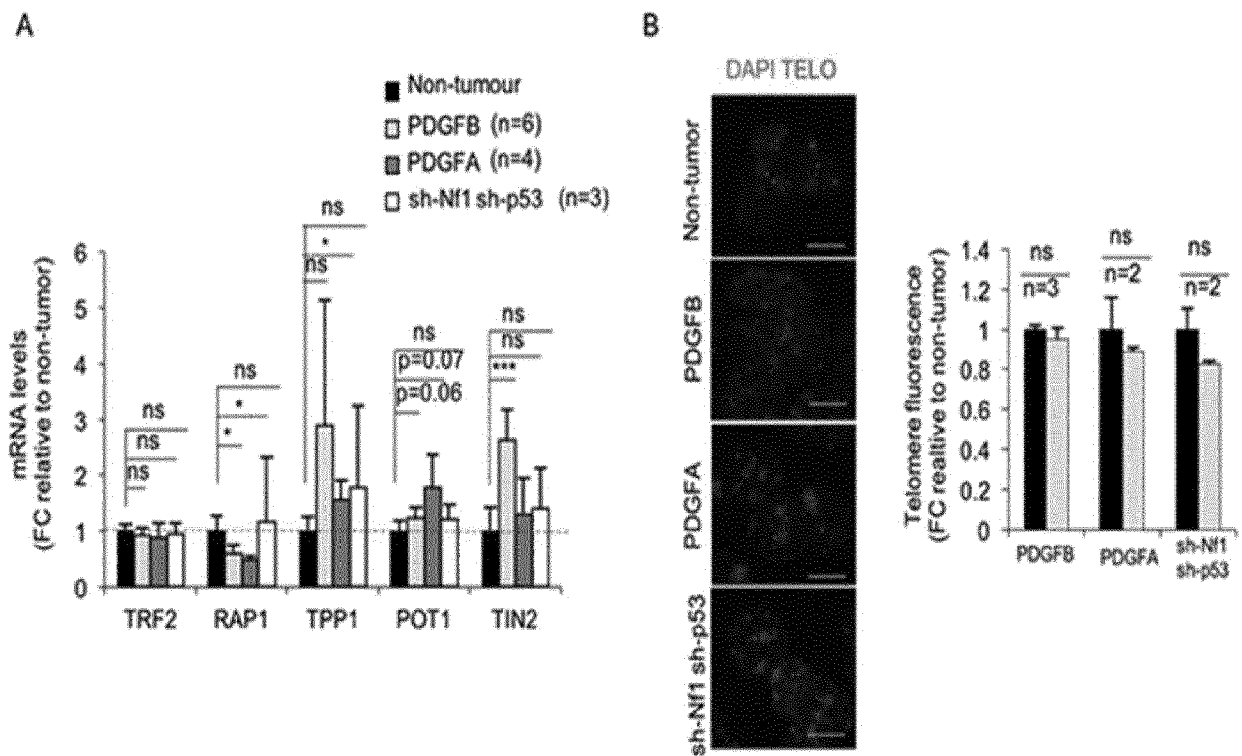 A
Non-tumour
PDGFB (n=6)
PDGFA (n=4)
sh-Nf1 sh-p53 (n=3)
mRNA levels
(FC relative to non-tumor)
6
5
4
3
2
1
0
ns
ns
ns
ns
*
*
ns
*
ns
ns
p=0.07
p=0.06
ns
ns
***
TRF2 RAP1 TPP1 POT1 TIN2
B
DAPI TELO
Non-tumor
PDGFB
PDGFA
sh-Nf1 sh-p53
Telomere fluorescence
(FC realtive to non-tumor)
1.4
1.2
1
0.8
0.6
0.4
0.2
0
ns
n=3
ns
n=2
ns
n=2
PDGFB PDGFA sh-Nf1
sh-p53